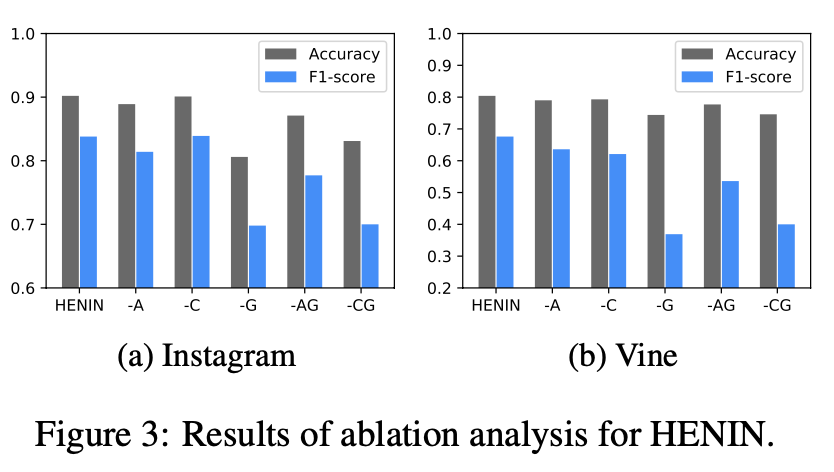 1.0
0.9
0.8
0.7
0.6
Accuracy
F1-score
HENIN -A -C -G -AG -CG
(a) Instagram
1.0
0.9
0.8
0.7
0.6
0.5
0.4
0.3
0.2
Accuracy
F1-score
HENIN -A -C -G -AG -CG
(b) Vine
Figure 3: Results of ablation analysis for HENIN.